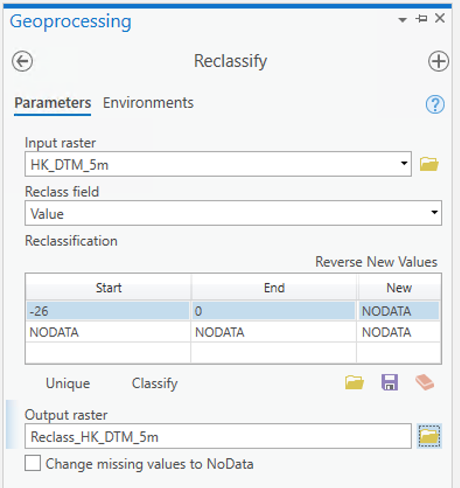 Geoprocessing
Reclassify
Parameters Environments
Input raster
HK_DTM_5m
Reclass field
Value
Reclassification
Reverse New Values
Start End New
-26 0 NODATA
NODATA NODATA NODATA
Unique Classify
Output raster
Reclass_HK_DTM_5m
Change missing values to NoData